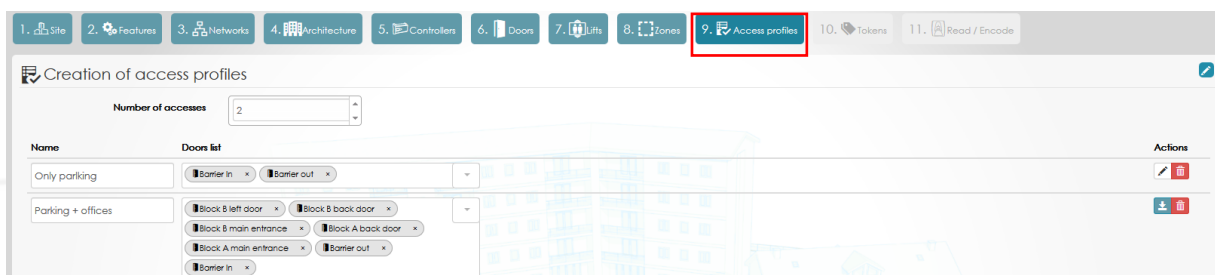 1. Site 2. Features 3. Networks 4. Architecture 5. Controllers 6. Doors 7. Lifts 8. Zones 9. Access profiles 10. Tokens 11. Read / Encode
Creation of access profiles
Number of accesses 2
Name Doors list Actions
Only parlking Barrier In × Barrier out ×
Parking + offices Block B left door × Block B back door ×
Block B main entrance × Block A back door ×
Block A main entrance × Barrier out ×
Barrier In ×